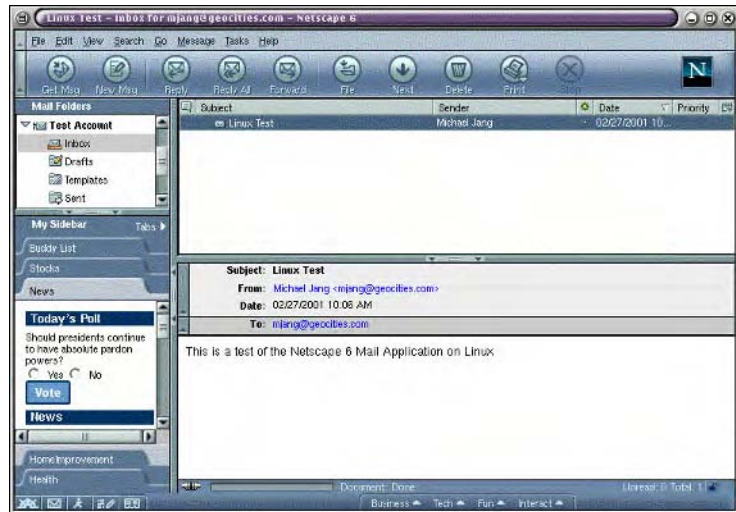 Linux Test – Inbox for mjang@geocities.com – Netscape 6
File Edit View Search Go Message Tasks Help
Get Msg New Msg Reply Reply All Forward File Next Delete Print Stop
N
Mail Folders
Test Account
Inbox
Drafts
Templates
Sent
Subject Sender Date Priority
Linux Test Michael Jang 02/27/2001 10...
My Sidebar Tabs
Buddy List
Stocks
News
Today's Poll
Should presidents continue
to have absolute pardon
powers?
Yes No
Vote
News
Home Improvement
Health
Subject: Linux Test
From: Michael Jang <mjang@geocities.com>
Date: 02/27/2001 10:06 AM
To: mjang@geocities.com
This is a test of the Netscape 6 Mail Application on Linux
Document: Done Unread: 0 Total: 1
Business Tech Fun Interact